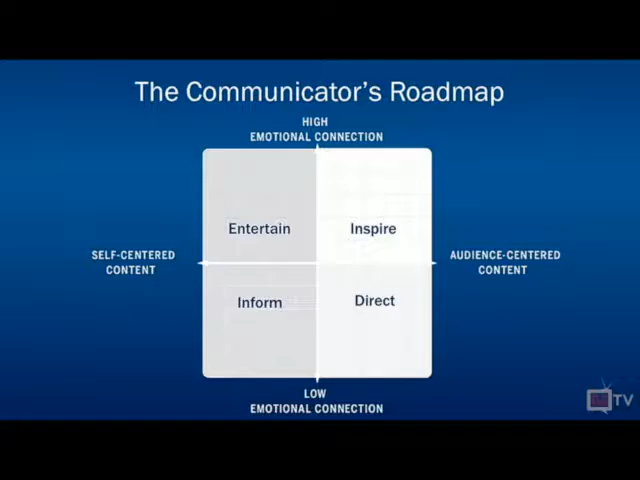 The Communicator's Roadmap
HIGH
EMOTIONAL CONNECTION
Entertain
Inspire
SELF-CENTERED
CONTENT
AUDIENCE-CENTERED
CONTENT
Inform
Direct
LOW
EMOTIONAL CONNECTION
TV